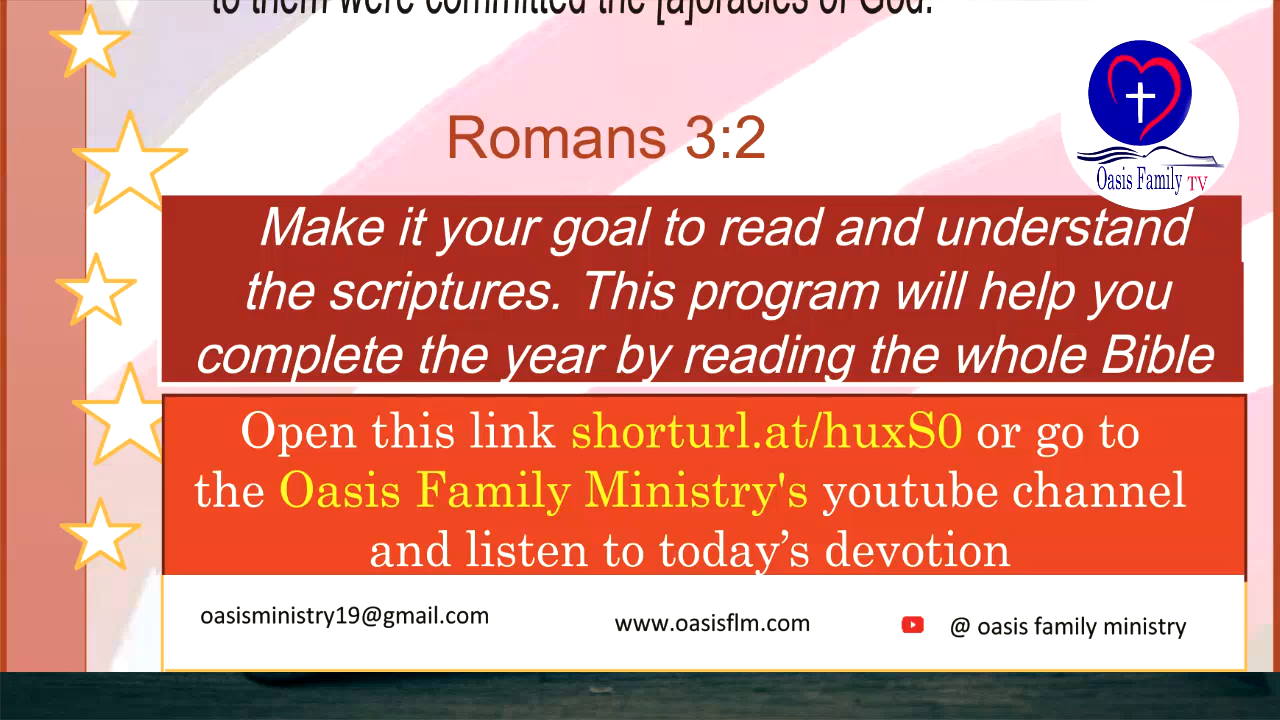 to them were committed the [a]oracles of God.
Romans 3:2
Oasis Family TV
Make it your goal to read and understand
the scriptures. This program will help you
complete the year by reading the whole Bible
Open this link shorturl.at/huxS0 or go to
the Oasis Family Ministry's youtube channel
and listen to today’s devotion
oasisministry19@gmail.com
www.oasisflm.com
@ oasis family ministry